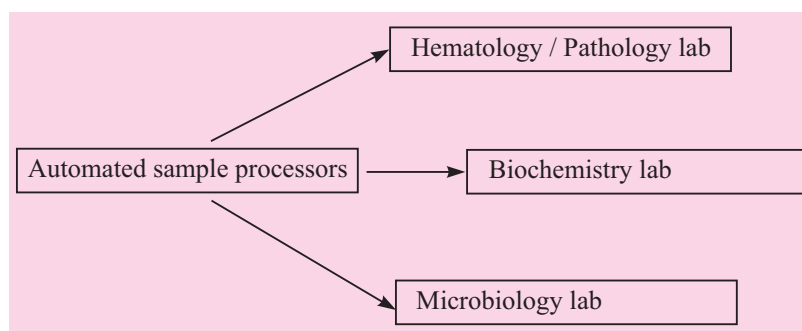 Hematology / Pathology lab
Automated sample processors
Biochemistry lab
Microbiology lab